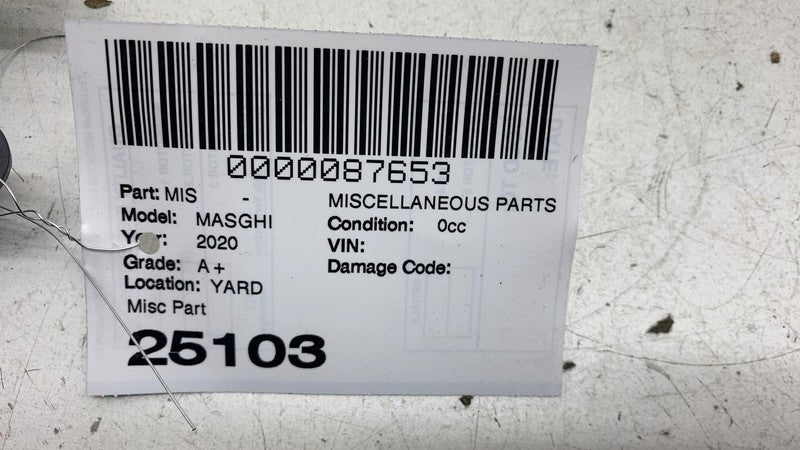 0000087653
Part: MIS - MISCELLANEOUS PARTS
Model: MASGHI Condition: 0cc
Year: 2020 VIN:
Grade: A+ Damage Code:
Location: YARD
Misc Part
25103